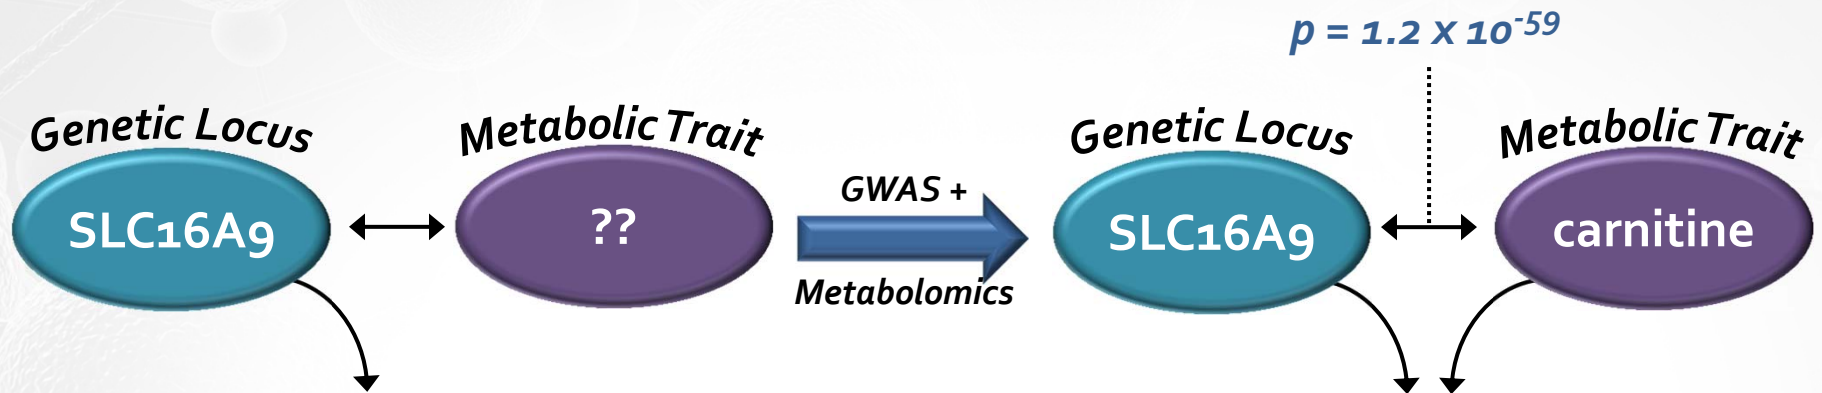 p = 1.2 x 10⁻⁵⁹
Genetic Locus
SLC16A9
Metabolic Trait
??
GWAS +
Metabolomics
Genetic Locus
SLC16A9
Metabolic Trait
carnitine